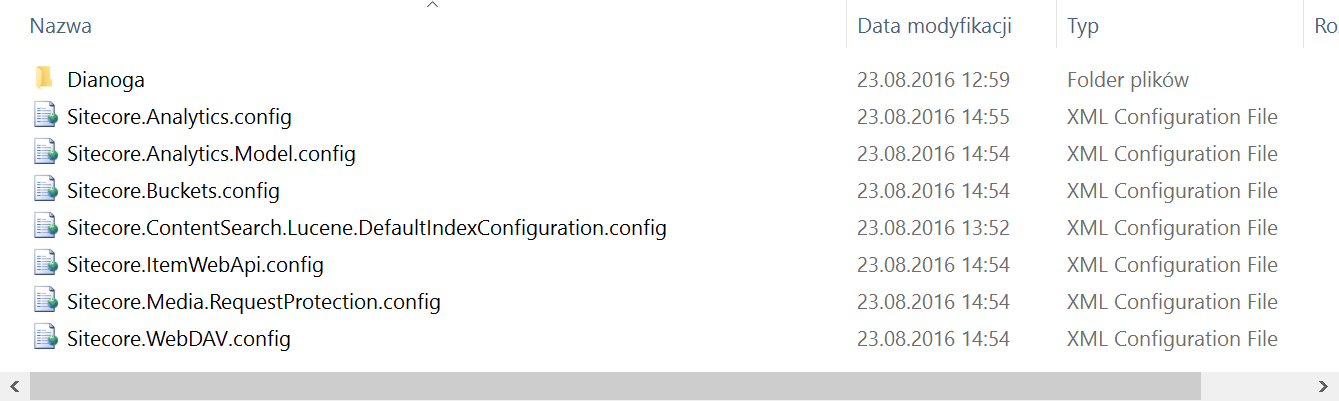 Nazwa Data modyfikacji Typ Ro
Dianoga 23.08.2016 12:59 Folder plików
Sitecore.Analytics.config 23.08.2016 14:55 XML Configuration File
Sitecore.Analytics.Model.config 23.08.2016 14:54 XML Configuration File
Sitecore.Buckets.config 23.08.2016 14:54 XML Configuration File
Sitecore.ContentSearch.Lucene.DefaultIndexConfiguration.config 23.08.2016 13:52 XML Configuration File
Sitecore.ItemWebApi.config 23.08.2016 14:54 XML Configuration File
Sitecore.Media.RequestProtection.config 23.08.2016 14:54 XML Configuration File
Sitecore.WebDAV.config 23.08.2016 14:54 XML Configuration File